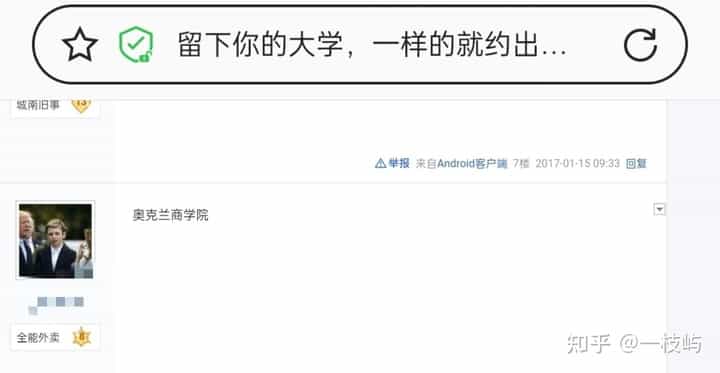 留下你的大学，一样的就约出…
城南旧事 13
举报 来自Android客户端 7楼 2017-01-15 09:33 回复
奥克兰商学院
全能外卖 8
知乎 @一枝屿